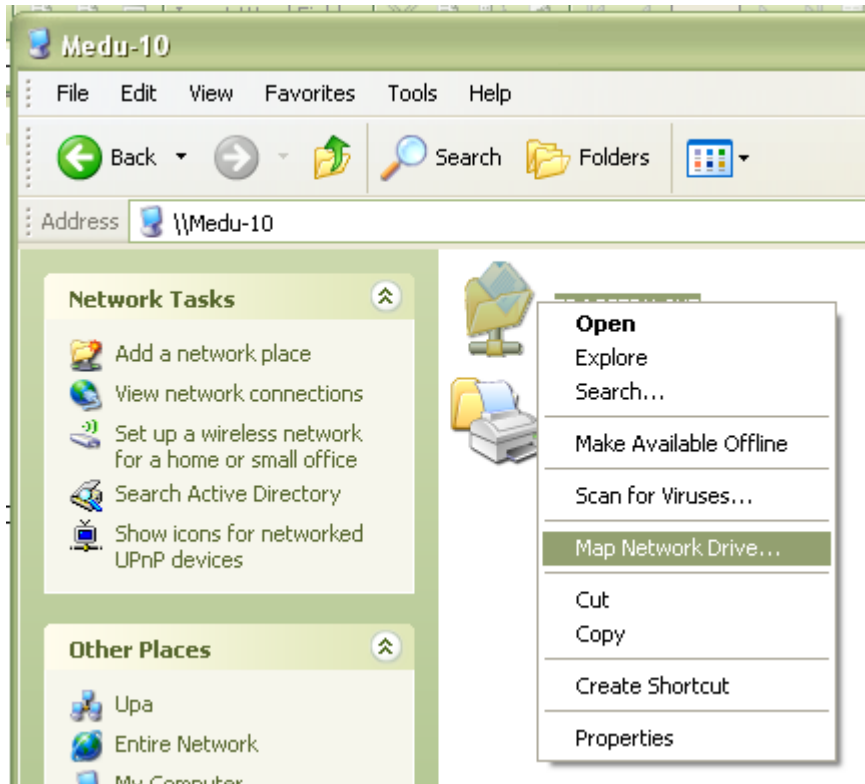 Medu-10
File Edit View Favorites Tools Help
Back Search Folders
Address \\Medu-10
Network Tasks
Add a network place
View network connections
Set up a wireless network
for a home or small office
Search Active Directory
Show icons for networked
UPnP devices
Other Places
Upa
Entire Network
My Computer
Open
Explore
Search...
Make Available Offline
Scan for Viruses...
Map Network Drive...
Cut
Copy
Create Shortcut
Properties